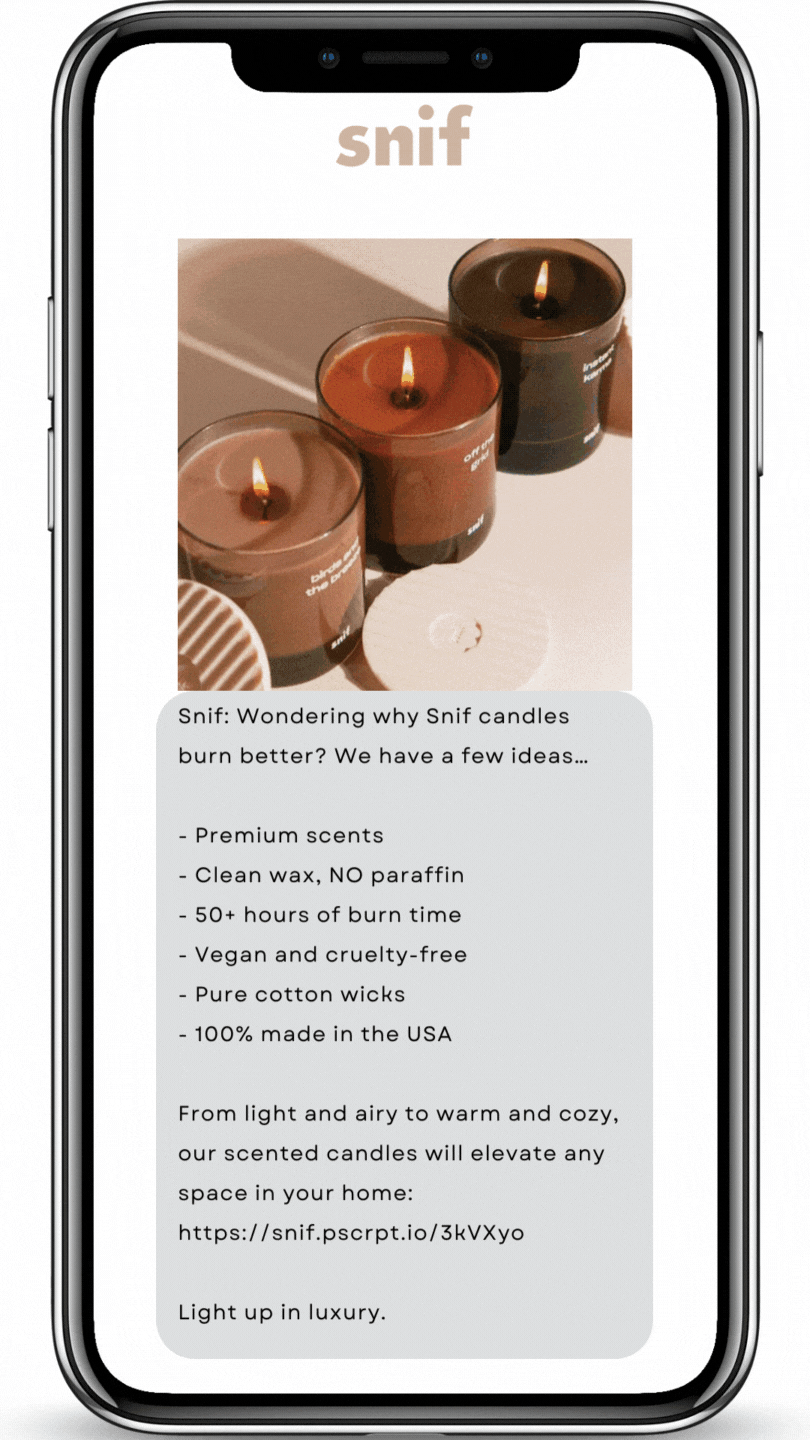 snif
instant
karma
snif
off the
grid
snif
birds and
the breeze
snif
Snif: Wondering why Snif candles
burn better? We have a few ideas…
- Premium scents
- Clean wax, NO paraffin
- 50+ hours of burn time
- Vegan and cruelty-free
- Pure cotton wicks
- 100% made in the USA
From light and airy to warm and cozy,
our scented candles will elevate any
space in your home:
https://snif.pscrpt.io/3kVXyo
Light up in luxury.